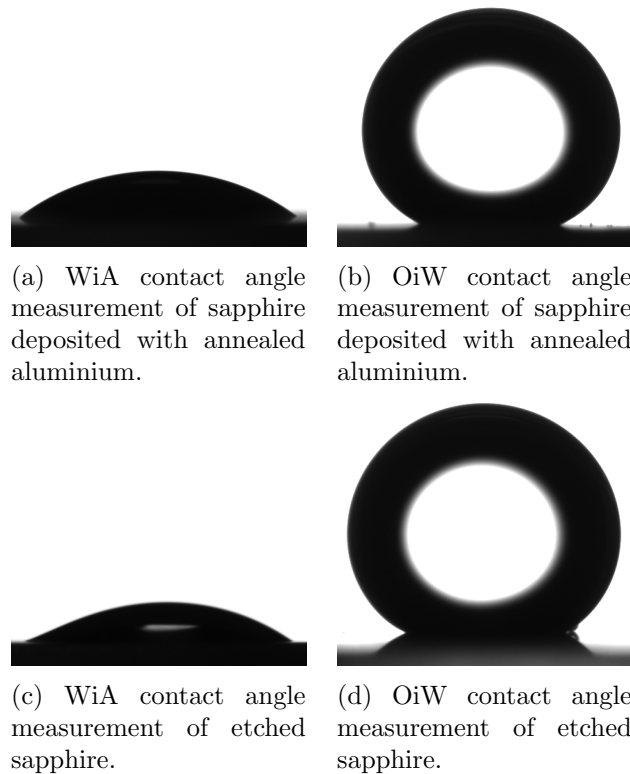 (a) WiA contact angle
measurement of sapphire
deposited with annealed
aluminium.
(b) OiW contact angle
measurement of sapphire
deposited with annealed
aluminium.
(c) WiA contact angle
measurement of etched
sapphire.
(d) OiW contact angle
measurement of etched
sapphire.